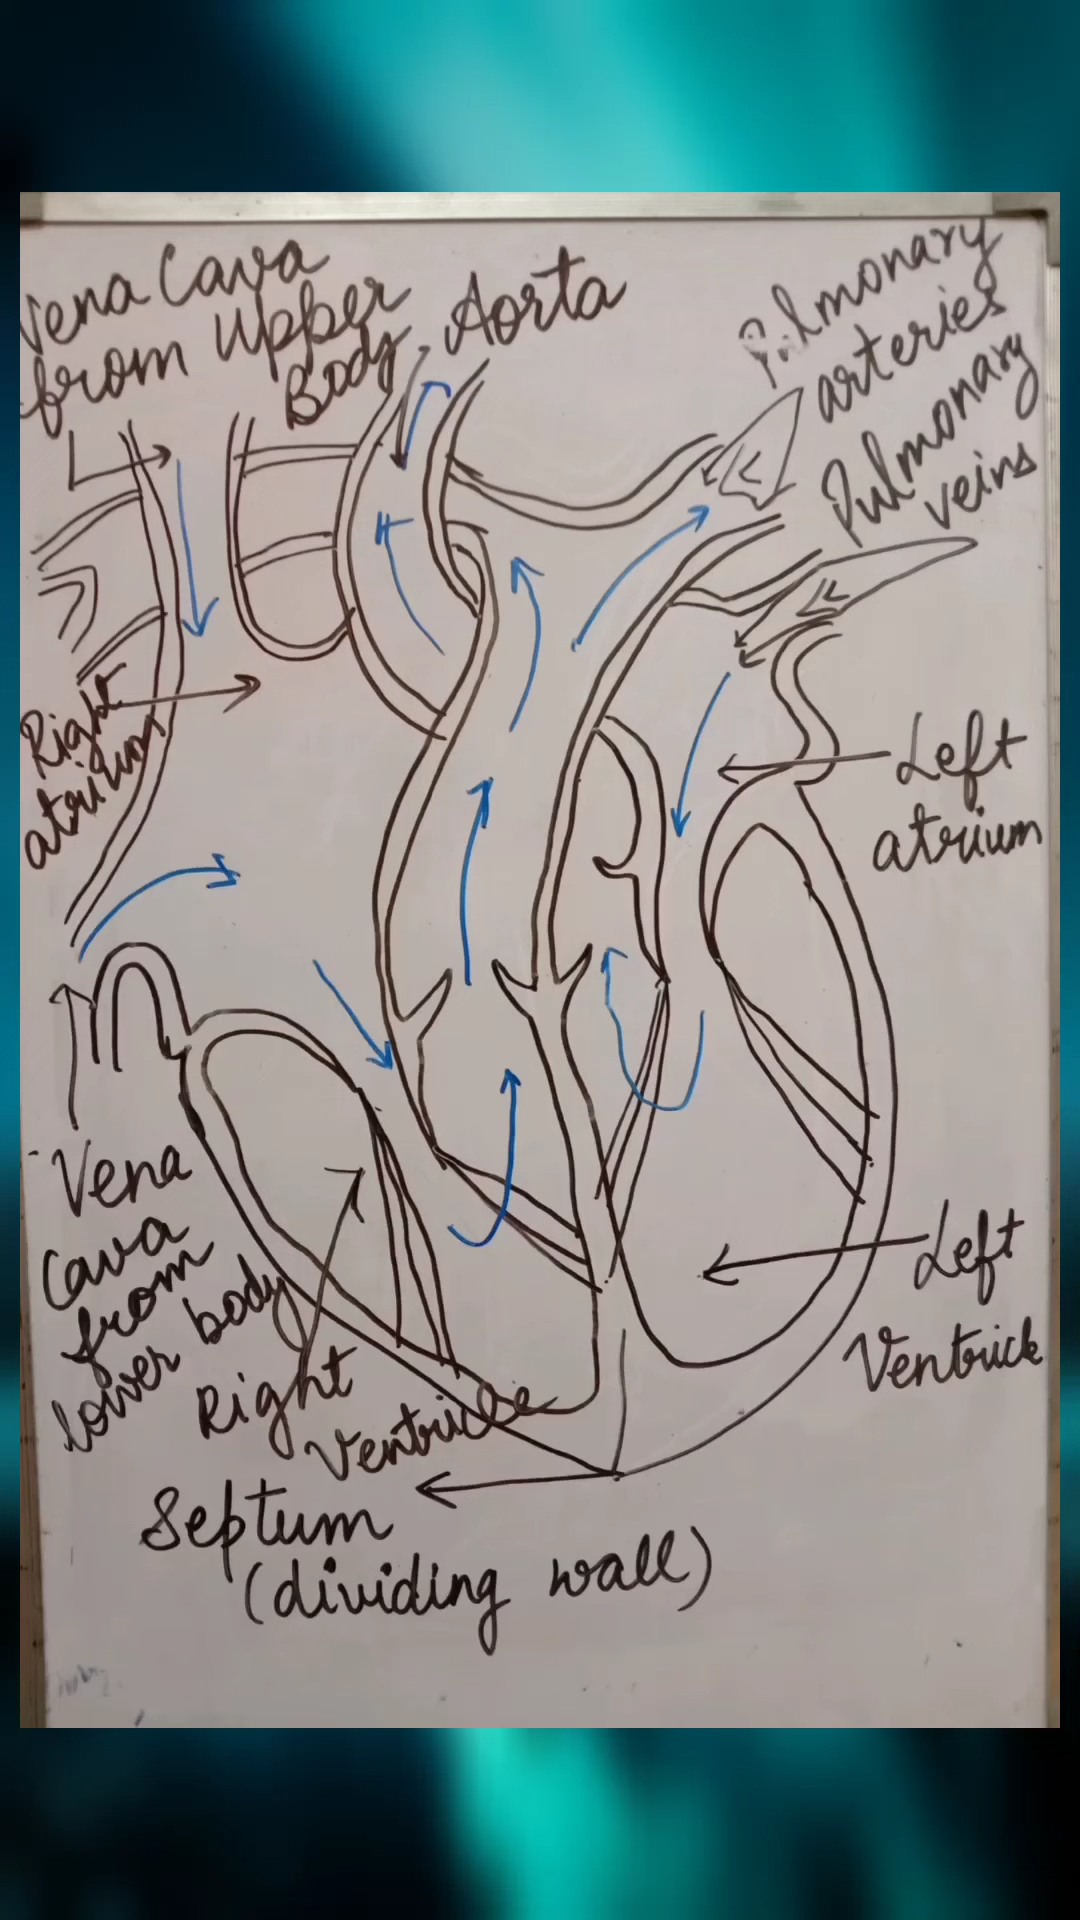 Vena Cava
from Upper
Body
Aorta
Pulmonary
arteries
Pulmonary
veins
Right
atrium
Left
atrium
Vena
Cava
from
lower body
Left
Ventricle
Right
Ventricle
Septum
(dividing wall)